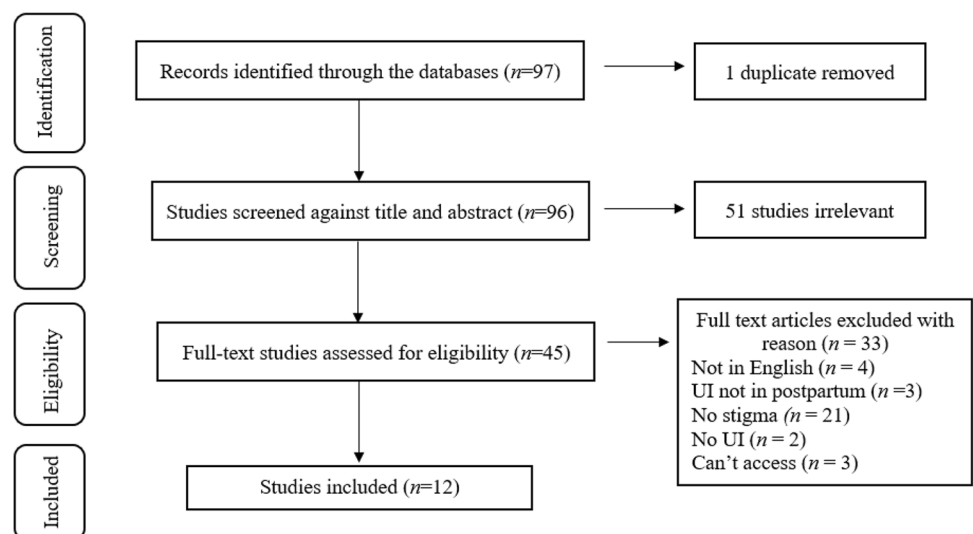 Identification
Records identified through the databases (n=97)
1 duplicate removed
Screening
Studies screened against title and abstract (n=96)
51 studies irrelevant
Eligibility
Full-text studies assessed for eligibility (n=45)
Full text articles excluded with
reason (n = 33)
Not in English (n = 4)
UI not in postpartum (n =3)
No stigma (n = 21)
No UI (n = 2)
Can’t access (n = 3)
Included
Studies included (n=12)